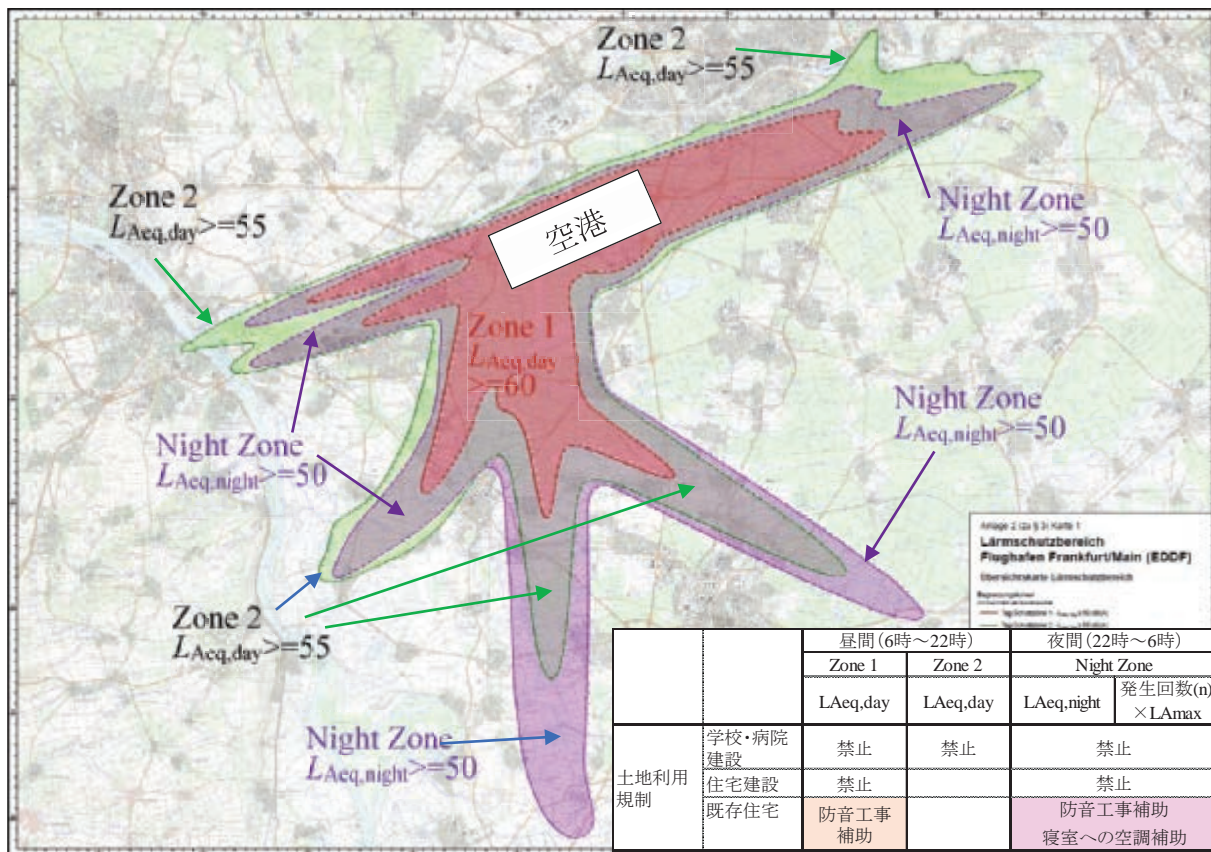 Zone 2
LAeq,day>=55
Zone 2
LAeq,day>=55
Night Zone
LAeq,night>=50
空港
Zone 1
LAeq,day
>=60
Night Zone
LAeq,night>=50
Night Zone
LAeq,night>=50
Zone 2
LAeq,day>=55
Night Zone
LAeq,night>=50
Anlage 2 (zu § 3) Karte 1
Lärmschutzbereich
Flughafen Frankfurt/Main (EDDF)
Übersichtskarte Lärmschutzbereich
昼間(6時～22時) 夜間(22時～6時)
Zone 1 Zone 2 Night Zone
LAeq,day LAeq,day LAeq,night 発生回数(n)
×LAmax
土地利用
規制
学校・病院
建設 禁止 禁止 禁止
住宅建設 禁止 禁止
既存住宅 防音工事
補助
防音工事補助
寝室への空調補助